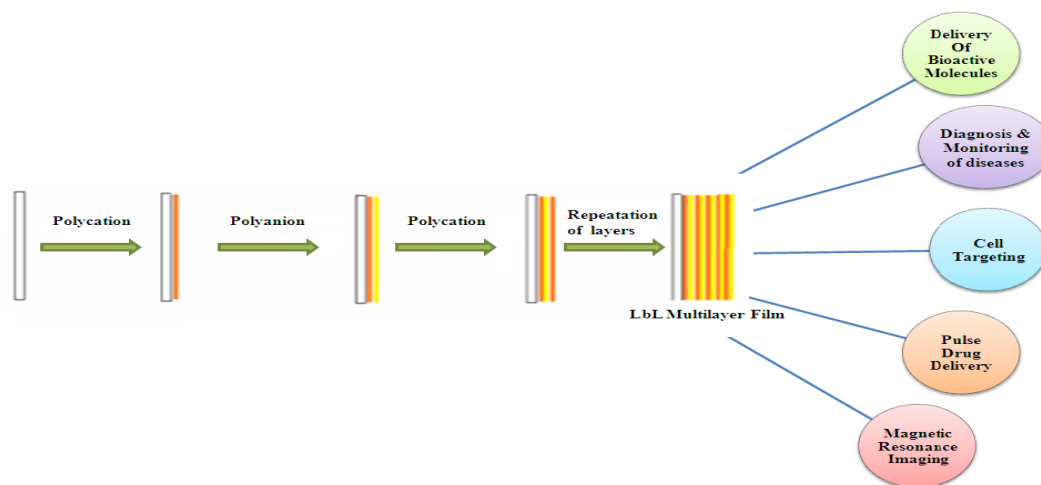 Polycation
Polyanion
Polycation
Repeatation
of layers
LbL Multilayer Film
Delivery
Of
Bioactive
Molecules
Diagnosis &
Monitoring
of diseases
Cell
Targeting
Pulse
Drug
Delivery
Magnetic
Resonance
Imaging